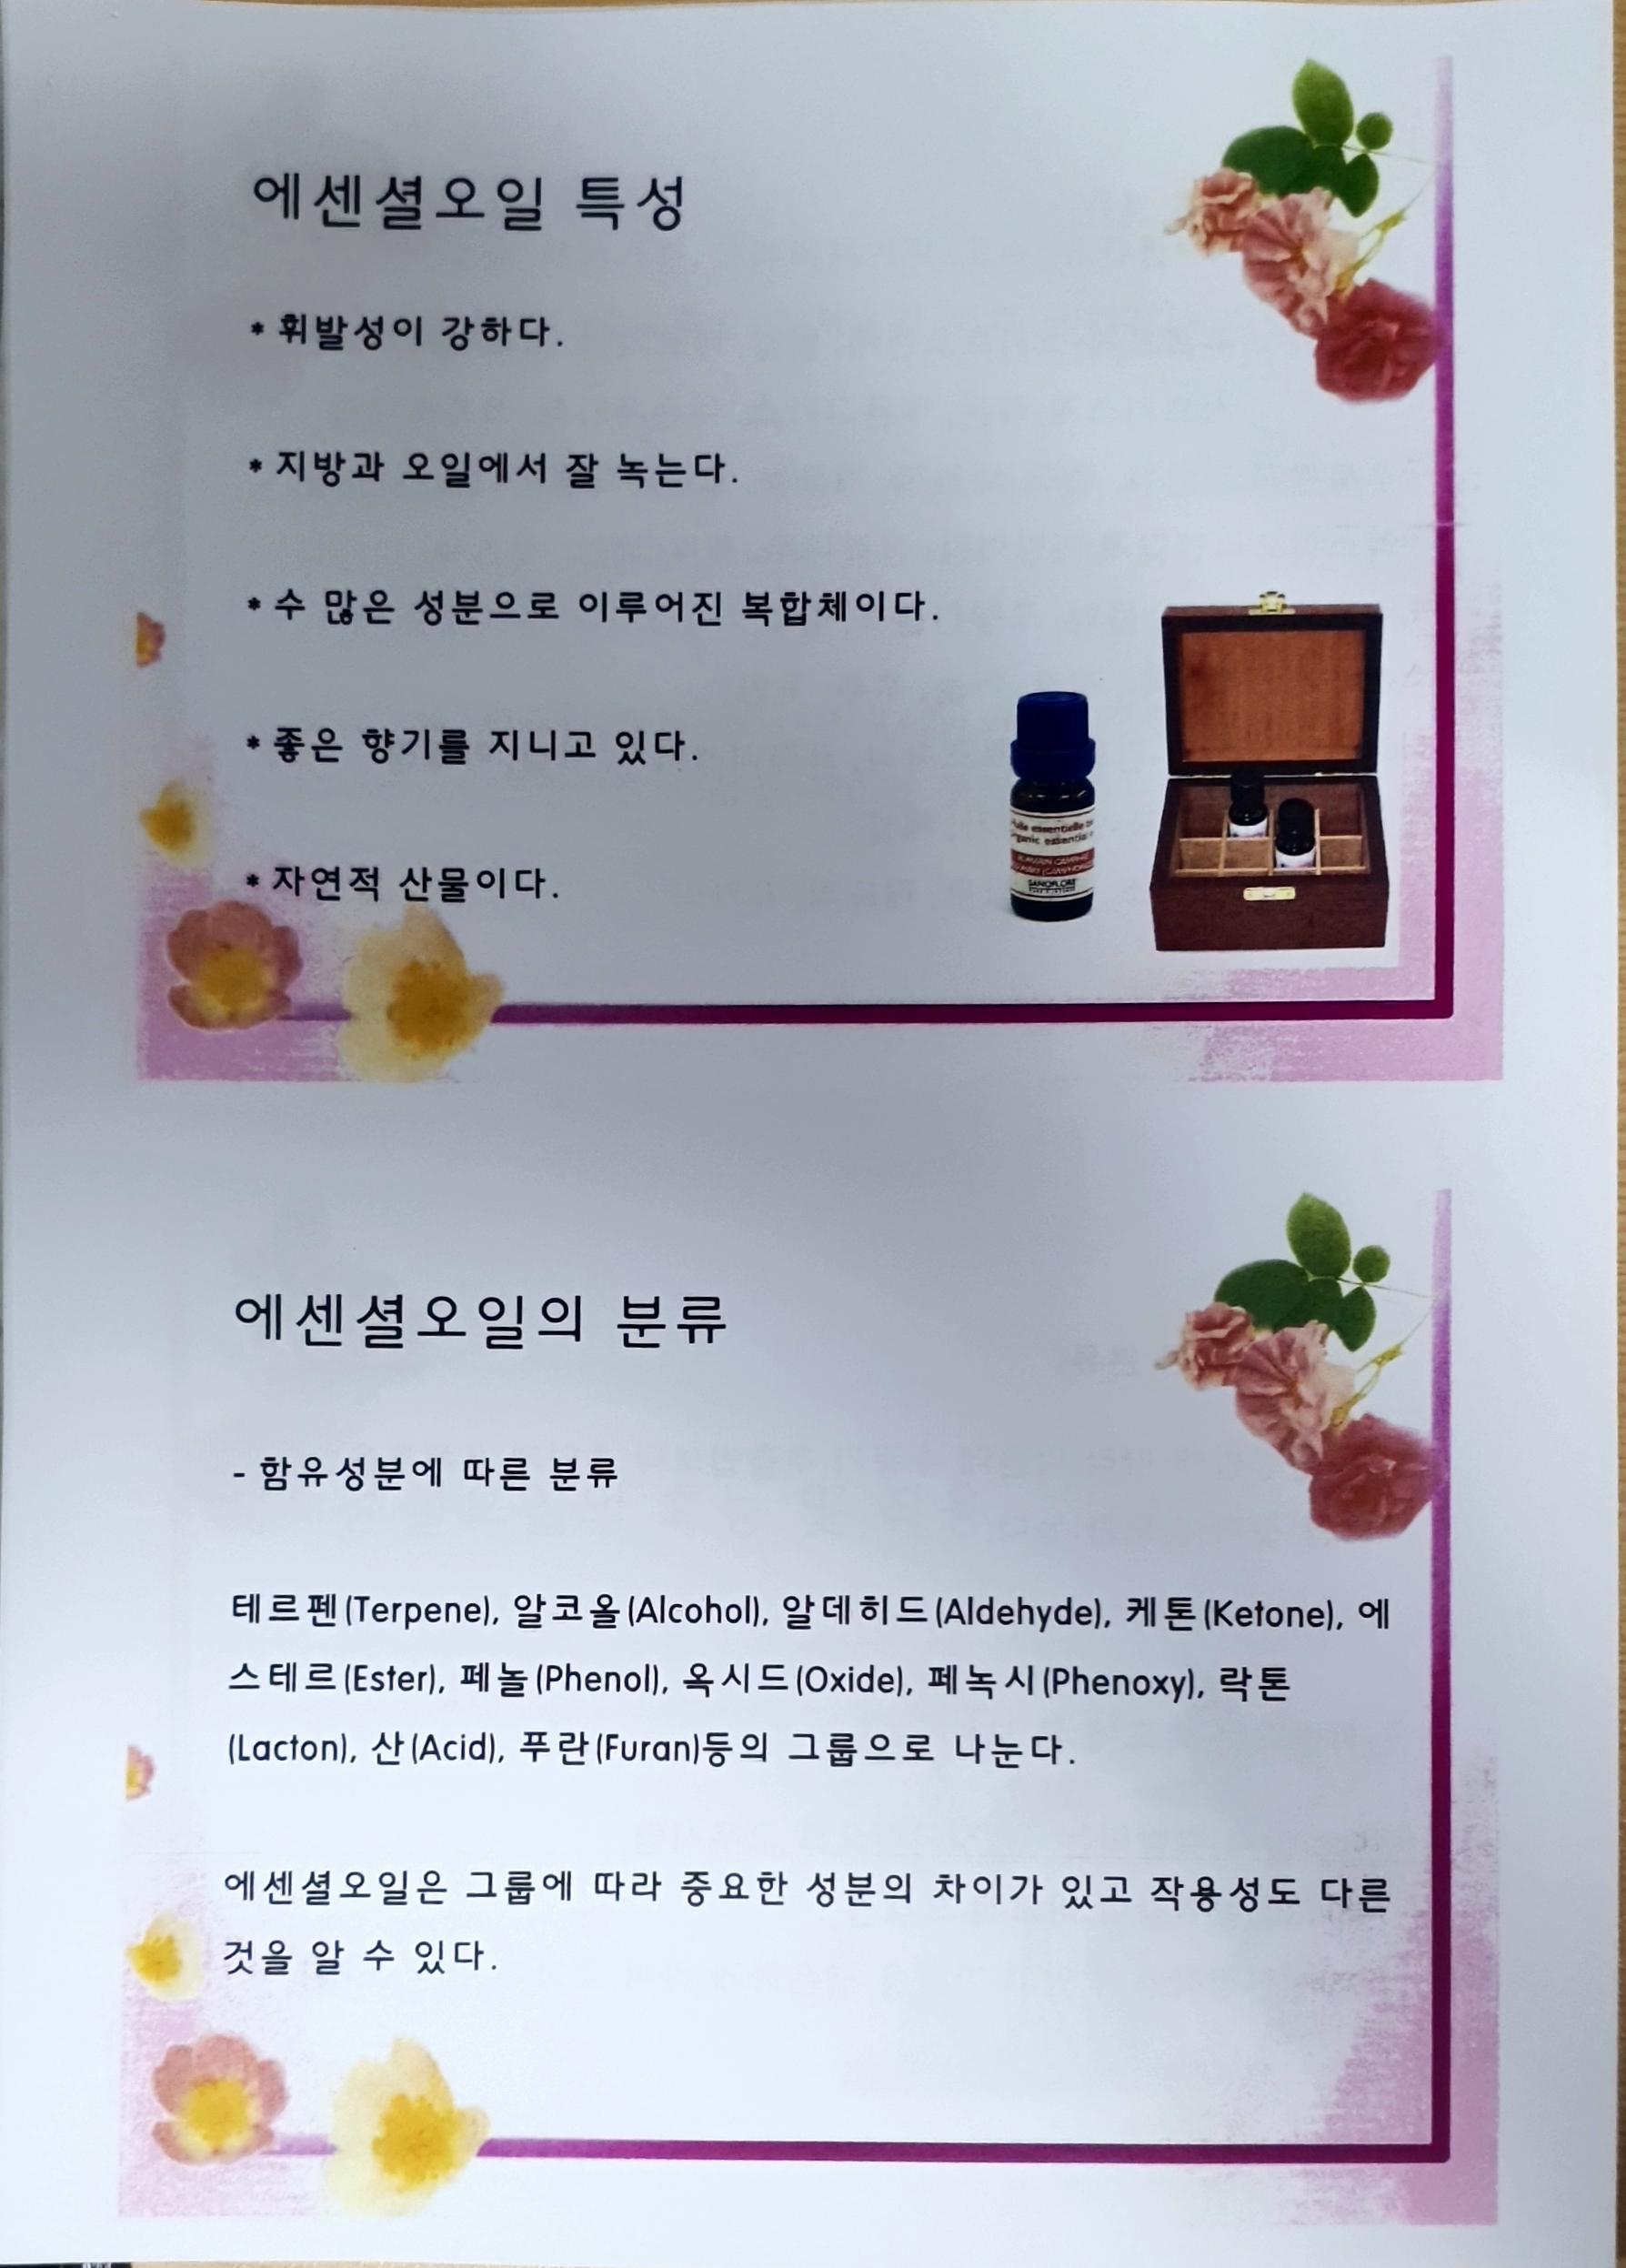 에센셜오일 특성
* 휘발성이 강하다.
* 지방과 오일에서 잘 녹는다.
* 수 많은 성분으로 이루어진 복합체이다.
* 좋은 향기를 지니고 있다.
* 자연적 산물이다.
essentielle
Organic essential
SANOFLORE
에센셜오일의 분류
- 함유성분에 따른 분류
테르펜(Terpene), 알코올(Alcohol), 알데히드(Aldehyde), 케톤(Ketone), 에
스테르(Ester), 페놀(Phenol), 옥시드(Oxide), 페녹시(Phenoxy), 락톤
(Lacton), 산(Acid), 푸란(Furan)등의 그룹으로 나눈다.
에센셜오일은 그룹에 따라 중요한 성분의 차이가 있고 작용성도 다른
것을 알 수 있다.